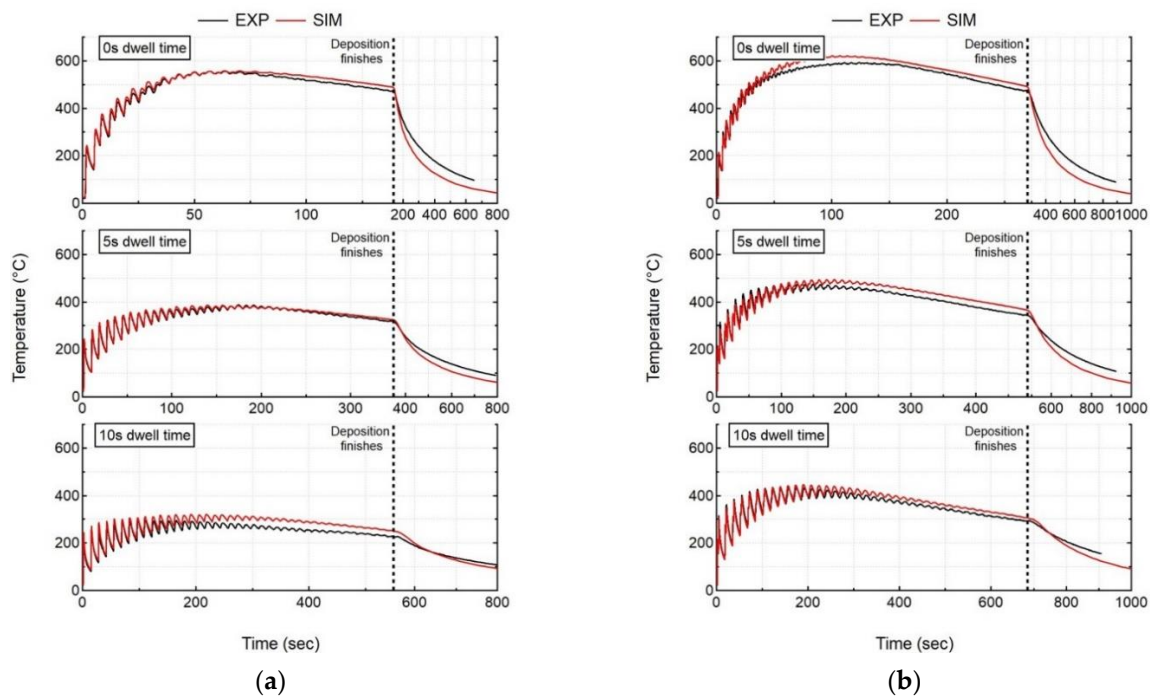 EXP SIM
0s dwell time
Deposition
finishes
600
400
200
0
0 50 100 200 400 600 800
5s dwell time
Deposition
finishes
600
400
200
0
0 100 200 300 400 600 800
10s dwell time
Deposition
finishes
600
400
200
0
0 200 400 600 800
Temperature (°C)
Time (sec)
(a)
EXP SIM
0s dwell time
Deposition
finishes
600
400
200
0
0 100 200 400 600 800 1000
5s dwell time
Deposition
finishes
600
400
200
0
0 100 200 300 400 600 800 1000
10s dwell time
Deposition
finishes
600
400
200
0
0 200 400 600 800 1000
Temperature (°C)
Time (sec)
(b)